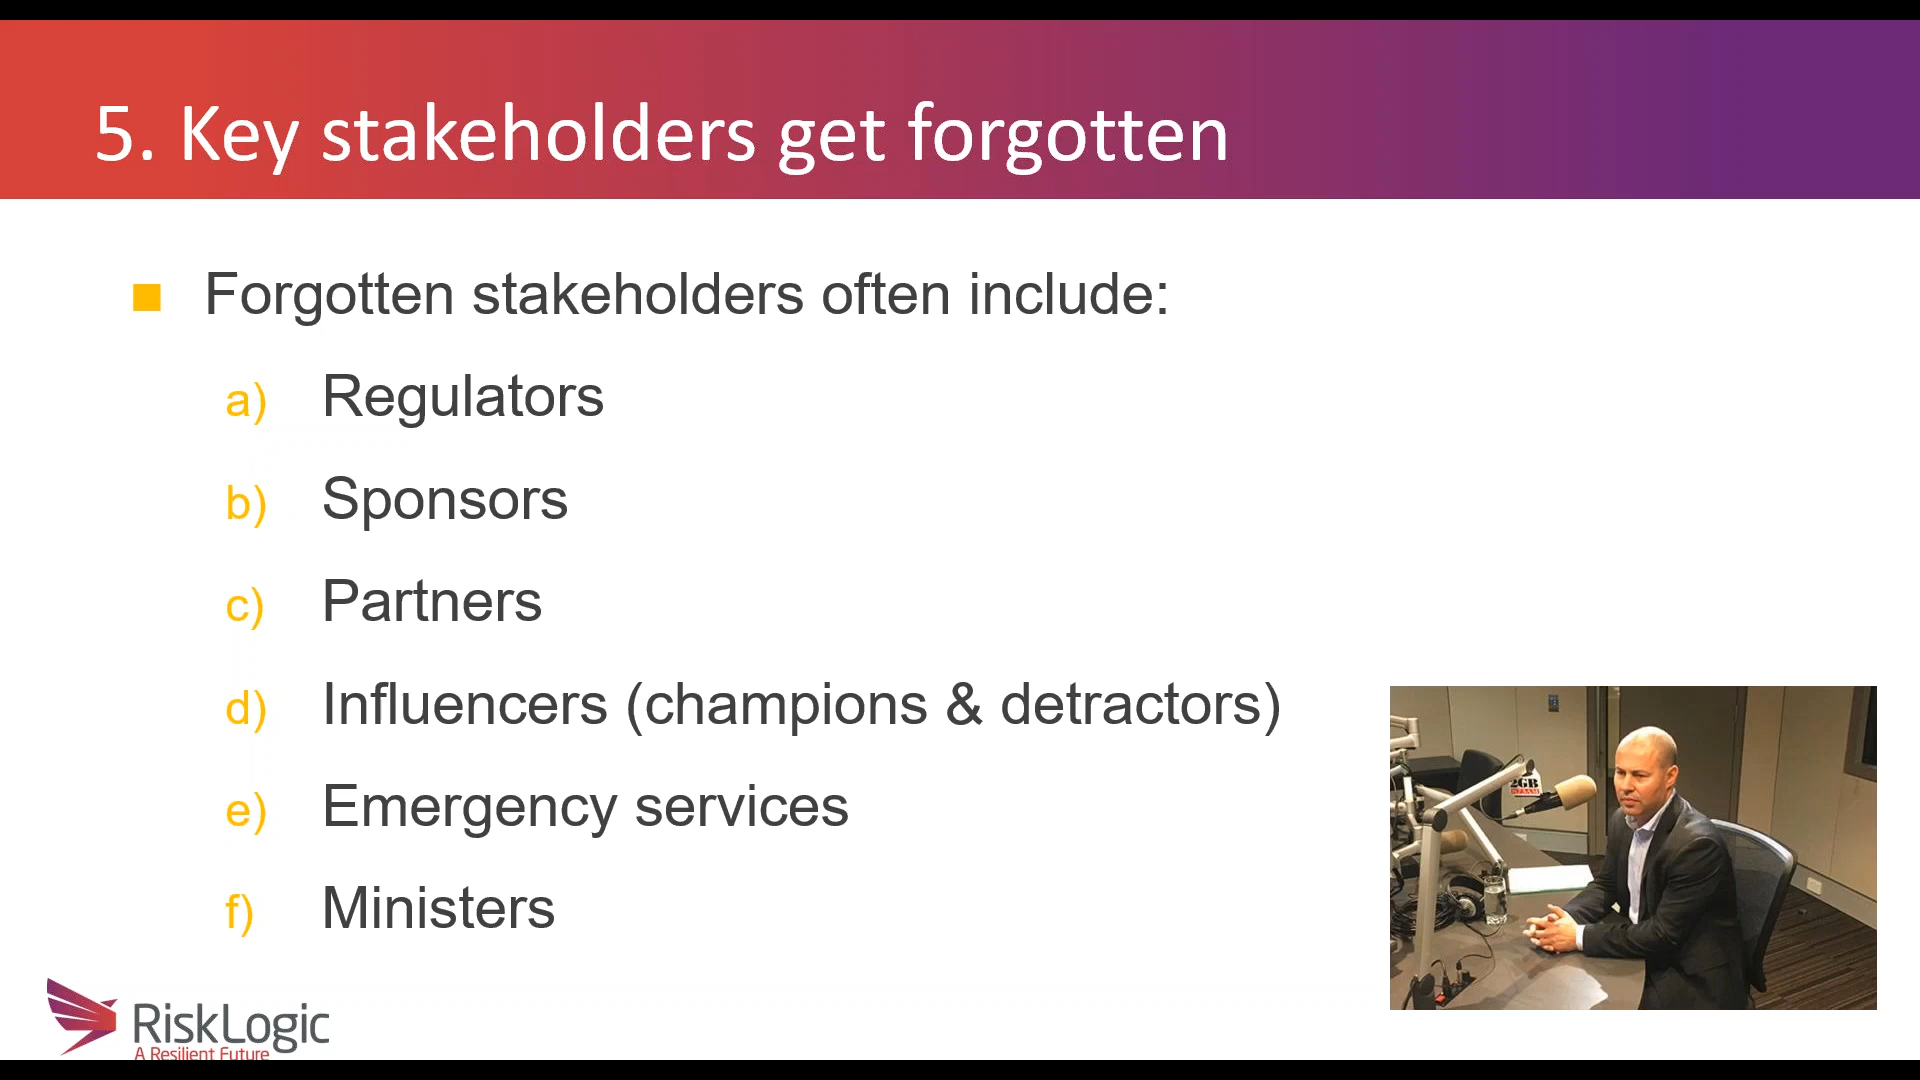 5. Key stakeholders get forgotten
Forgotten stakeholders often include:
a) Regulators
b) Sponsors
c) Partners
d) Influencers (champions & detractors)
e) Emergency services
f) Ministers
2GB
RiskLogic
A Resilient Future